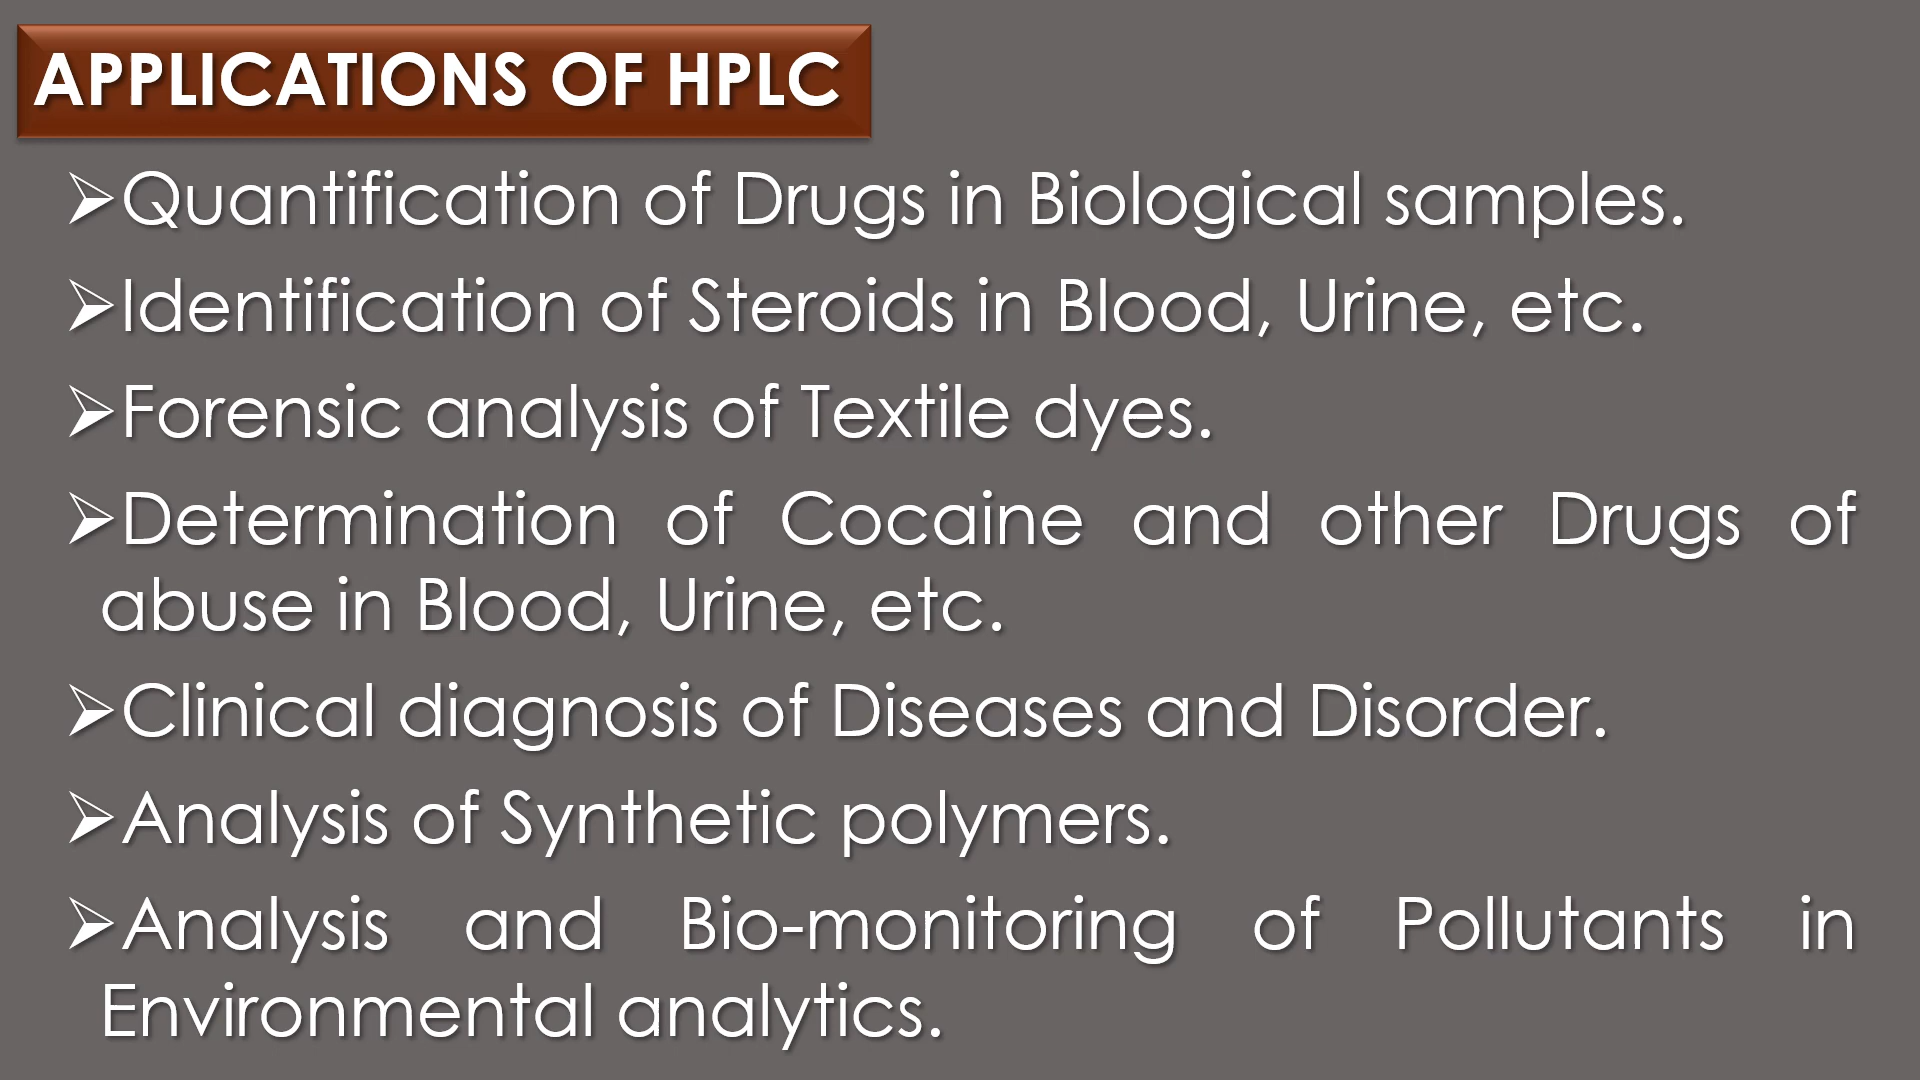 APPLICATIONS OF HPLC
➢Quantification of Drugs in Biological samples.
➢Identification of Steroids in Blood, Urine, etc.
➢Forensic analysis of Textile dyes.
➢Determination of Cocaine and other Drugs of
abuse in Blood, Urine, etc.
➢Clinical diagnosis of Diseases and Disorder.
➢Analysis of Synthetic polymers.
➢Analysis and Bio-monitoring of Pollutants in
Environmental analytics.